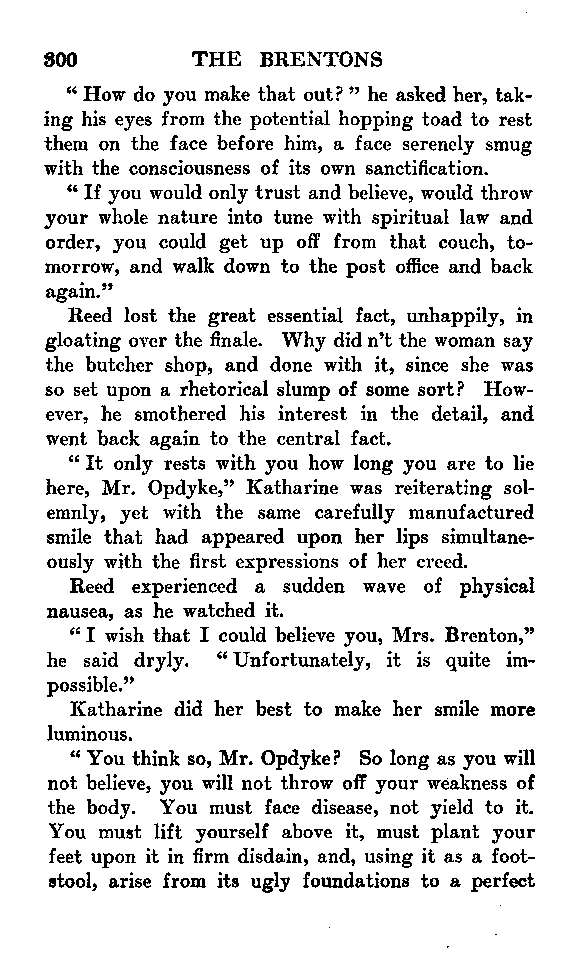 300 THE BRENTONS
“ How do you make that out? ” he asked her, tak-
ing his eyes from the potential hopping toad to rest
them on the face before him, a face serenely smug
with the consciousness of its own sanctification.
“ If you would only trust and believe, would throw
your whole nature into tune with spiritual law and
order, you could get up off from that couch, to-
morrow, and walk down to the post office and back
again.”
Reed lost the great essential fact, unhappily, in
gloating over the finale. Why did n’t the woman say
the butcher shop, and done with it, since she was
so set upon a rhetorical slump of some sort? How-
ever, he smothered his interest in the detail, and
went back again to the central fact.
“ It only rests with you how long you are to lie
here, Mr. Opdyke,” Katharine was reiterating sol-
emnly, yet with the same carefully manufactured
smile that had appeared upon her lips simultane-
ously with the first expressions of her creed.
Reed experienced a sudden wave of physical
nausea, as he watched it.
“ I wish that I could believe you, Mrs. Brenton,”
he said dryly. “ Unfortunately, it is quite im-
possible.”
Katharine did her best to make her smile more
luminous.
“ You think so, Mr. Opdyke? So long as you will
not believe, you will not throw off your weakness of
the body. You must face disease, not yield to it.
You must lift yourself above it, must plant your
feet upon it in firm disdain, and, using it as a foot-
stool, arise from its ugly foundations to a perfect